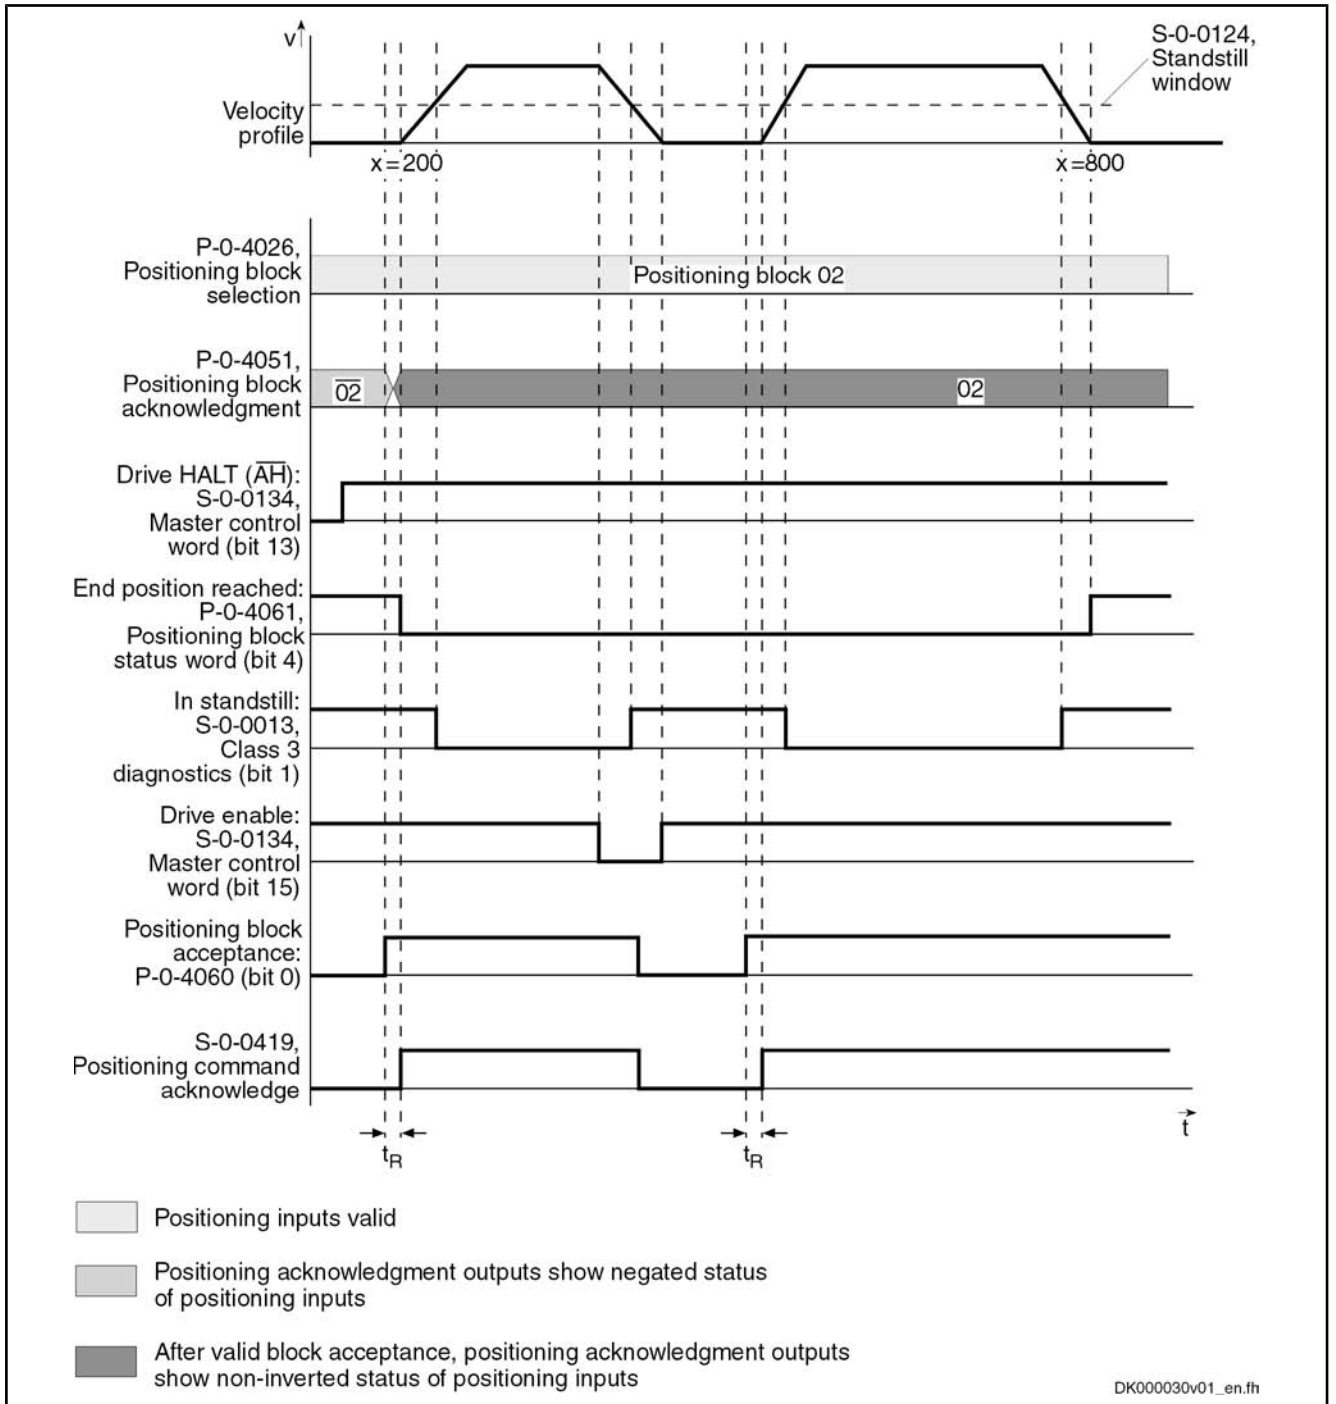 v
S-0-0124,
Standstill
window
Velocity
profile
x=200
x=800
P-0-4026,
Positioning block
selection
Positioning block 02
P-0-4051,
Positioning block
acknowledgment
0̅2̅
02
Drive HALT (A̅H̅):
S-0-0134,
Master control
word (bit 13)
End position reached:
P-0-4061,
Positioning block
status word (bit 4)
In standstill:
S-0-0013,
Class 3
diagnostics (bit 1)
Drive enable:
S-0-0134,
Master control
word (bit 15)
Positioning block
acceptance:
P-0-4060 (bit 0)
S-0-0419,
Positioning command
acknowledge
t
tR
tR
Positioning inputs valid
Positioning acknowledgment outputs show negated status
of positioning inputs
After valid block acceptance, positioning acknowledgment outputs
show non-inverted status of positioning inputs
DK000030v01_en.fh